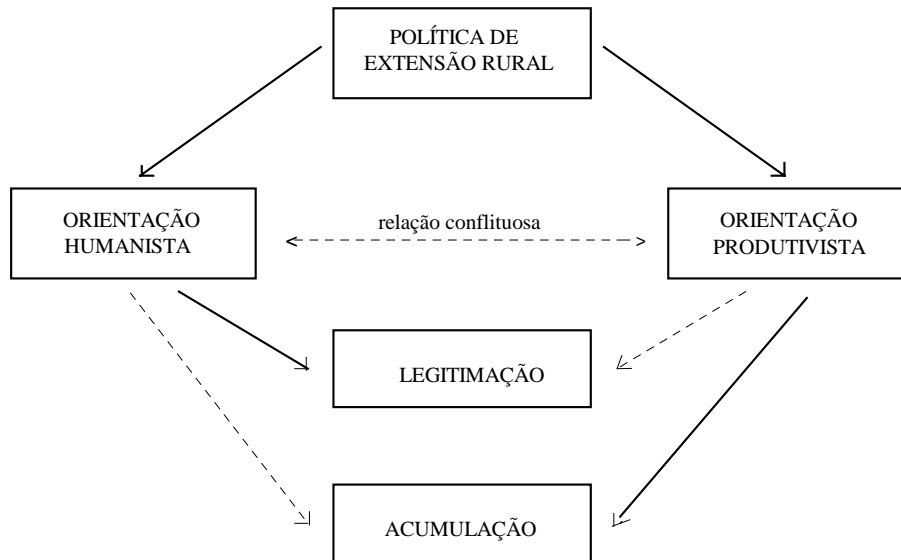 POLÍTICA DE
EXTENSÃO RURAL
ORIENTAÇÃO
HUMANISTA
relação conflituosa
ORIENTAÇÃO
PRODUTIVISTA
LEGITIMAÇÃO
ACUMULAÇÃO